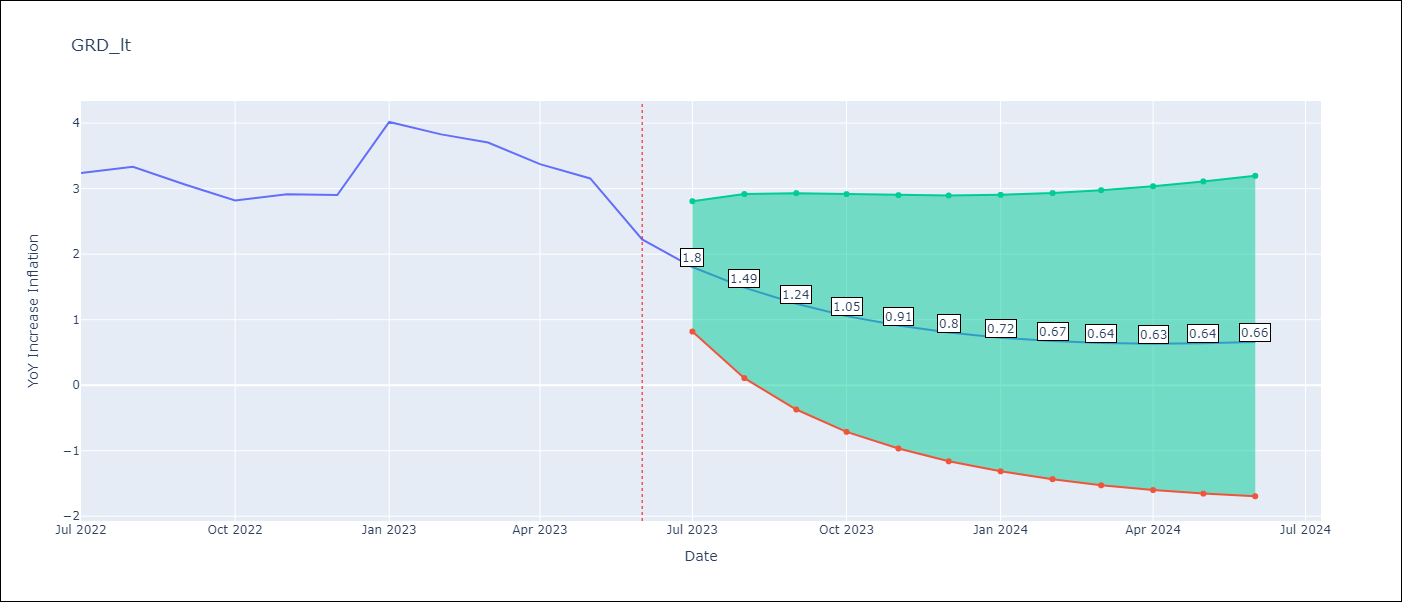 GRD_lt
4
3
2
1
0
−1
−2
YoY Increase Inflation
1.8
1.49
1.24
1.05
0.91
0.8
0.72
0.67
0.64
0.63
0.64
0.66
Jul 2022
Oct 2022
Jan 2023
Apr 2023
Jul 2023
Oct 2023
Jan 2024
Apr 2024
Jul 2024
Date